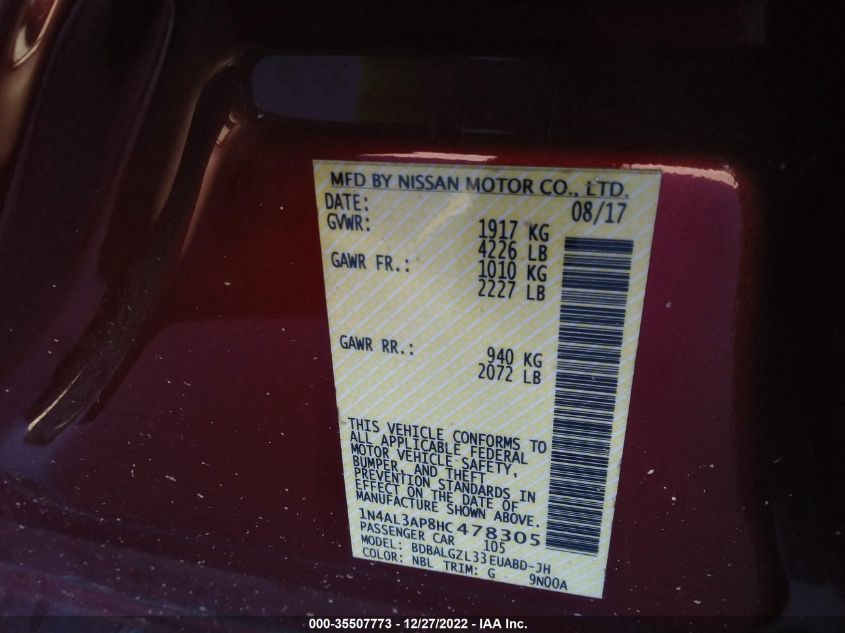 MFD BY NISSAN MOTOR CO., LTD.
DATE: 08/17
GVWR: 1917 KG
4226 LB
GAWR FR.: 1010 KG
2227 LB
GAWR RR.: 940 KG
2072 LB
THIS VEHICLE CONFORMS TO
ALL APPLICABLE FEDERAL
MOTOR VEHICLE SAFETY,
BUMPER, AND THEFT
PREVENTION STANDARDS IN
EFFECT ON THE DATE OF
MANUFACTURE SHOWN ABOVE.
1N4AL3AP8HC478305
PASSENGER CAR 105
MODEL: BDBALGZL33EUABD-JH
COLOR: NBL TRIM: G 9N00A
000-35507773 - 12/27/2022 - IAA Inc.